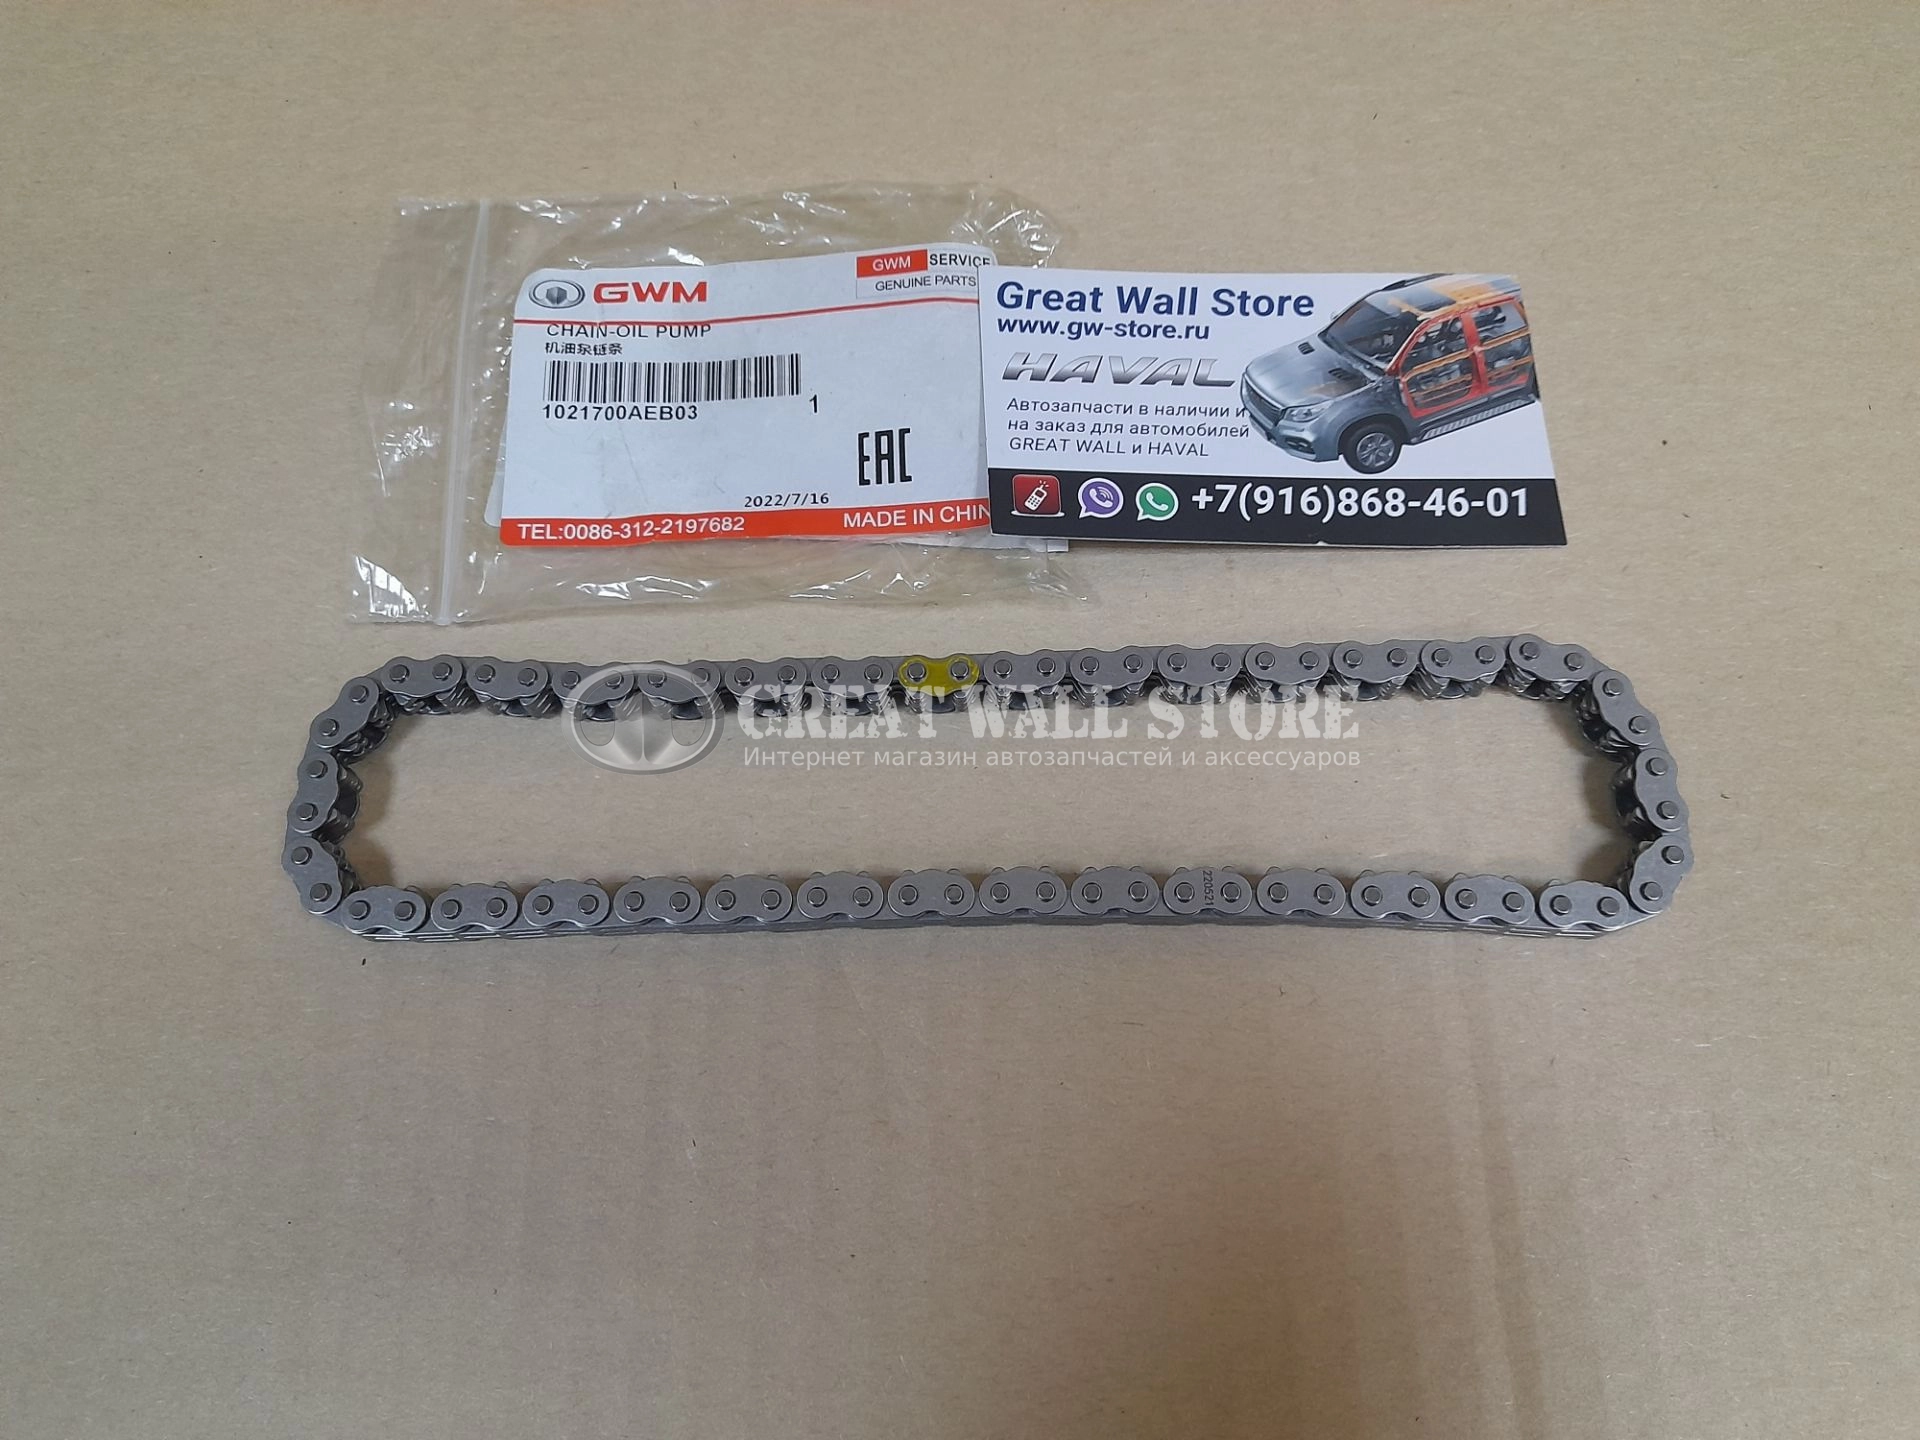 GWM
GWM SERVICE
GENUINE PARTS
CHAIN-OIL PUMP
机油泵链条
1021700AEB03
1
EAC
2022/7/16
TEL:0086-312-2197682
MADE IN CHIN
Great Wall Store
www.gw-store.ru
HAVAL
Автозапчасти в наличии и
на заказ для автомобилей
GREAT WALL и HAVAL
+7(916)868-46-01
GREAT WALL STORE
Интернет магазин автозапчастей и аксессуаров
220521